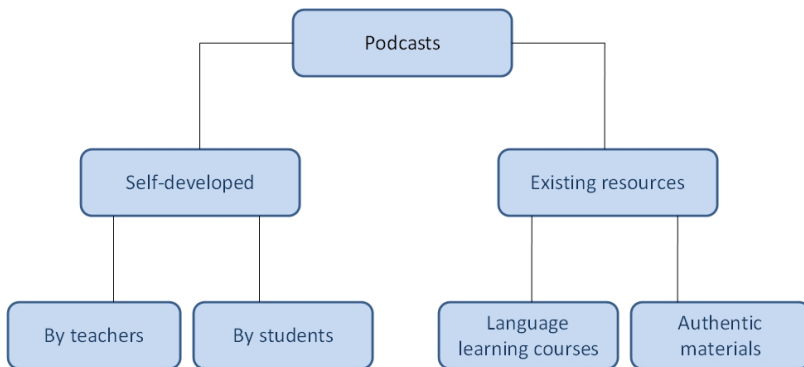 Podcasts
Self-developed
Existing resources
By teachers
By students
Language
learning courses
Authentic
materials